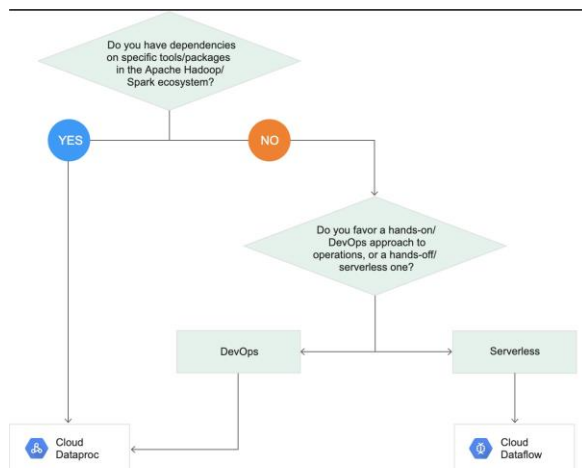 Do you have dependencies
on specific tools/packages
in the Apache Hadoop/
Spark ecosystem?
YES
NO
Do you favor a hands-on/
DevOps approach to
operations, or a hands-off/
serverless one?
DevOps
Serverless
Cloud
Dataproc
Cloud
Dataflow